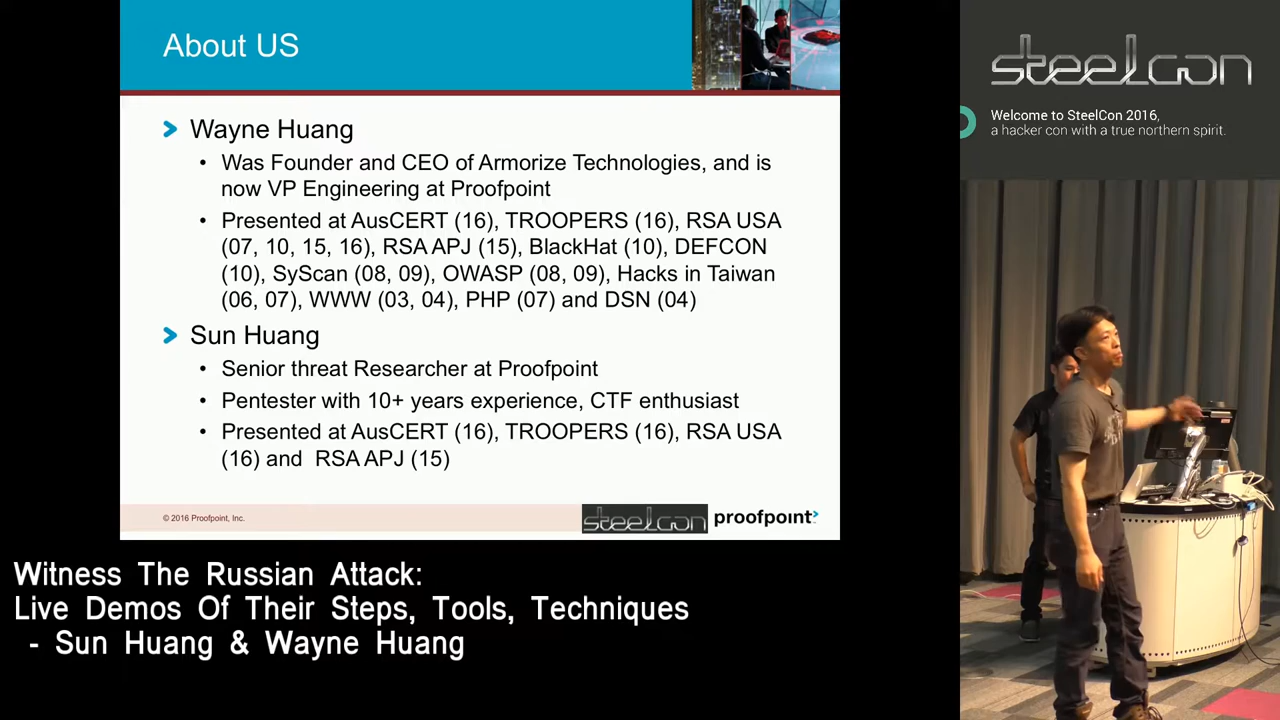 About US
Wayne Huang
• Was Founder and CEO of Armorize Technologies, and is
now VP Engineering at Proofpoint
• Presented at AusCERT (16), TROOPERS (16), RSA USA
(07, 10, 15, 16), RSA APJ (15), BlackHat (10), DEFCON
(10), SyScan (08, 09), OWASP (08, 09), Hacks in Taiwan
(06, 07), WWW (03, 04), PHP (07) and DSN (04)
Sun Huang
• Senior threat Researcher at Proofpoint
• Pentester with 10+ years experience, CTF enthusiast
• Presented at AusCERT (16), TROOPERS (16), RSA USA
(16) and RSA APJ (15)
© 2016 Proofpoint, Inc.
steelcon
proofpoint
Witness The Russian Attack:
Live Demos Of Their Steps, Tools, Techniques
- Sun Huang & Wayne Huang
steelcon
Welcome to SteelCon 2016,
a hacker con with a true northern spirit.